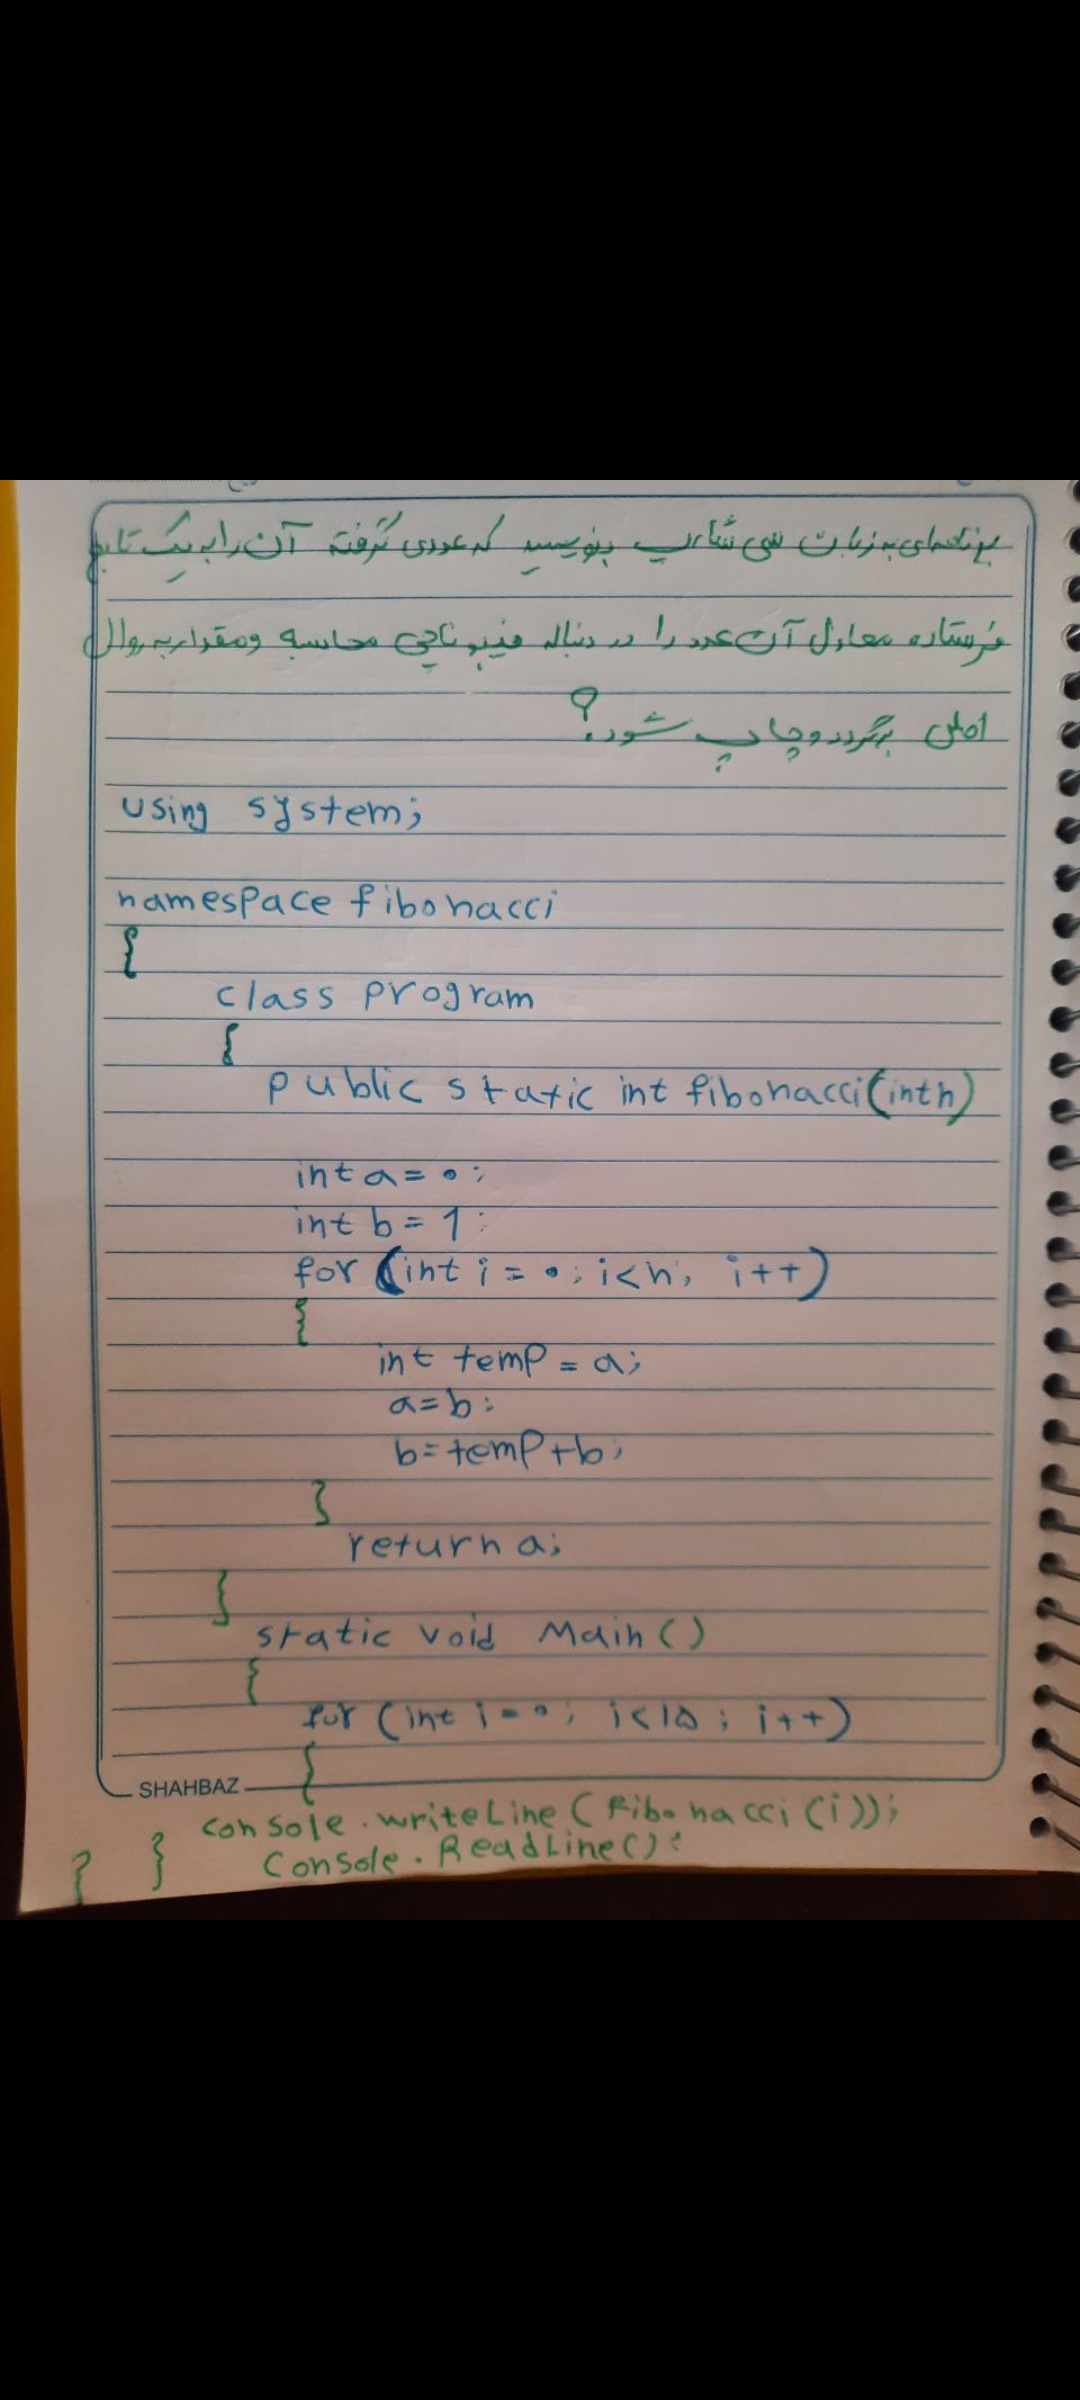 برنامه‌ای به زبان سی شارپ بنویسید که عددی گرفته آن را به یک تابع
فرستاده معادل آن عدد را در دنباله فیبوناچی محاسبه و مقدار به روال
اصلی برگردد و چاپ شود؟
using system;
namespace fibonacci
{
class program
{
public static int fibonacci(int n)
int a = 0;
int b = 1;
for (int i = 0; i<n; i++)
{
int temp = a;
a=b;
b=temp+b;
}
return a;
}
static void Main()
{
for (int i = 0; i<1۵; i++)
{
SHAHBAZ
console.writeLine(Fibonacci(i));
} } Console.ReadLine();